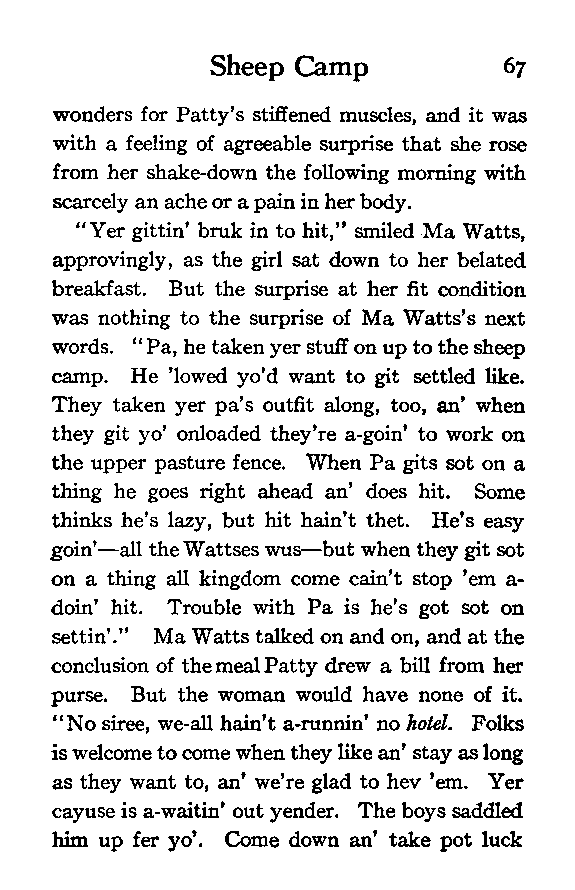 Sheep Camp 67
wonders for Patty's stiffened muscles, and it was
with a feeling of agreeable surprise that she rose
from her shake-down the following morning with
scarcely an ache or a pain in her body.
"Yer gittin' bruk in to hit," smiled Ma Watts,
approvingly, as the girl sat down to her belated
breakfast. But the surprise at her fit condition
was nothing to the surprise of Ma Watts's next
words. "Pa, he taken yer stuff on up to the sheep
camp. He 'lowed yo'd want to git settled like.
They taken yer pa's outfit along, too, an' when
they git yo' onloaded they're a-goin' to work on
the upper pasture fence. When Pa gits sot on a
thing he goes right ahead an' does hit. Some
thinks he's lazy, but hit hain't thet. He's easy
goin'—all the Wattses wus—but when they git sot
on a thing all kingdom come cain't stop 'em a-
doin' hit. Trouble with Pa is he's got sot on
settin'." Ma Watts talked on and on, and at the
conclusion of the meal Patty drew a bill from her
purse. But the woman would have none of it.
"No siree, we-all hain't a-runnin' no hotel. Folks
is welcome to come when they like an' stay as long
as they want to, an' we're glad to hev 'em. Yer
cayuse is a-waitin' out yender. The boys saddled
him up fer yo'. Come down an' take pot luck